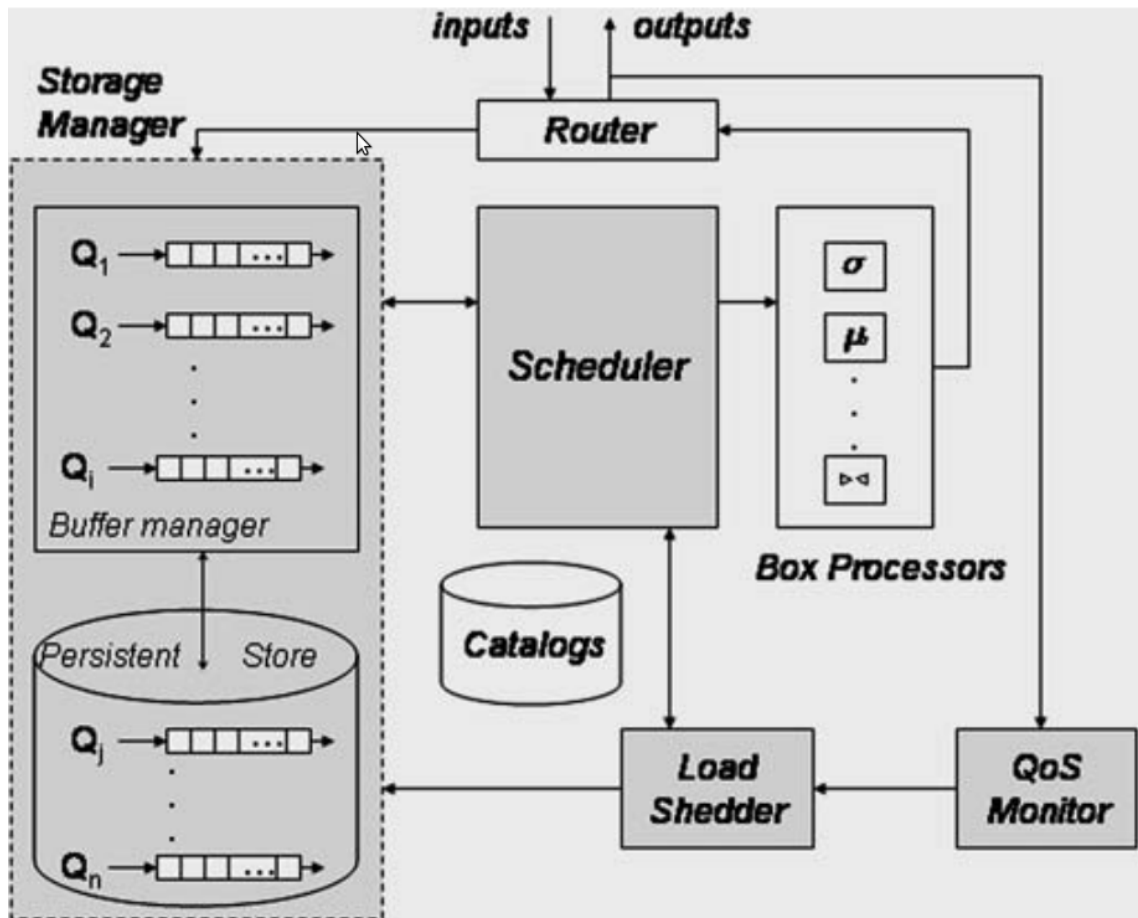 inputs outputs
Storage
Manager
Router
Q1
...
Q2
...
Scheduler
σ
μ
Qi
...
▷◁
Buffer manager
Box Processors
Catalogs
Persistent Store
Qj
...
Load
Shedder
QoS
Monitor
Qn
...